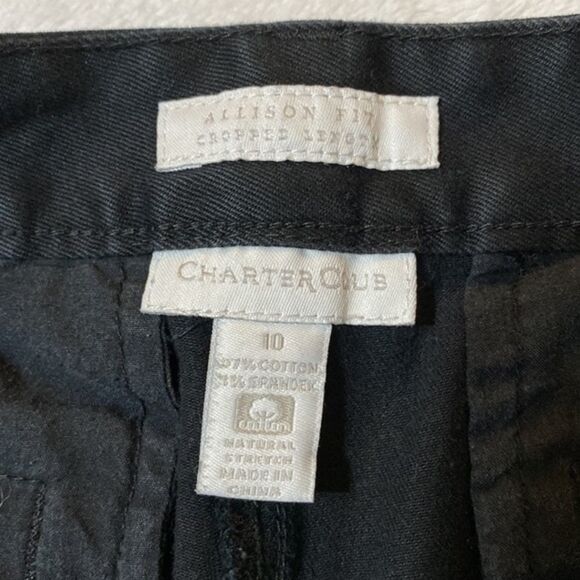 ALLISON FIT
CROPPED LENGTH
CHARTER CLUB
10
97% COTTON
3% SPANDEX
cotton
NATURAL
STRETCH
MADE IN
CHINA